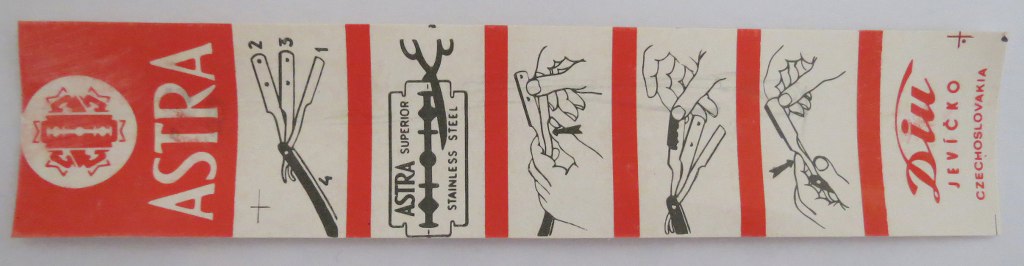 ASTRA
2
3
1
4
ASTRA SUPERIOR
STAINLESS STEEL
Diu
JEVÍČKO
CZECHOSLOVAKIA